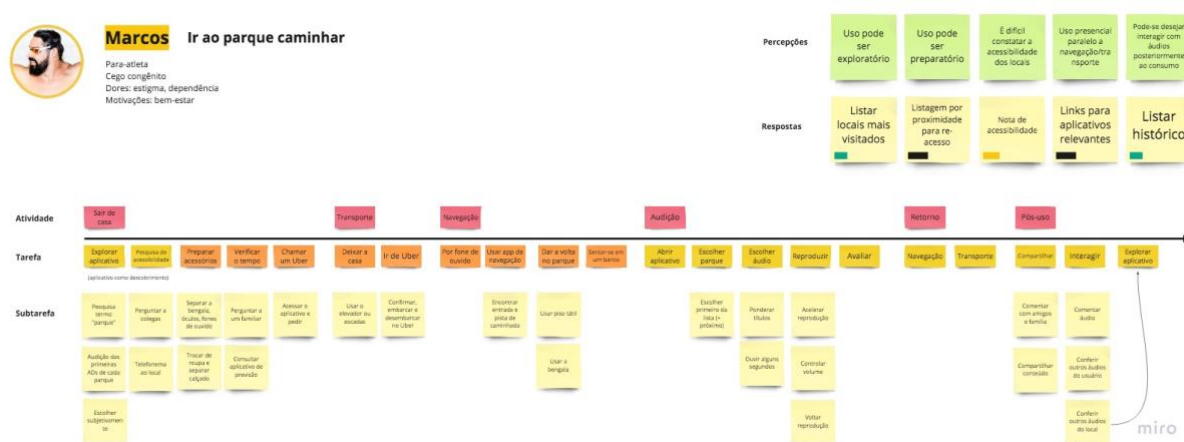 Marcos
Ir ao parque caminhar
Para-atleta
Cego congênito
Dores: estigma, dependência
Motivações: bem-estar
Percepções
Uso pode
ser
exploratório
Uso pode
ser
preparatório
É difícil
constatar a
acessibilidade
dos locais
Uso presencial
paralelo a
navegação/tra
nsporte
Pode-se desejar
interagir com
áudios
posteriormente
ao consumo
Respostas
Listar
locais mais
visitados
Listagem por
proximidade
para re-
acesso
Nota de
acessibilidade
Links para
aplicativos
relevantes
Listar
histórico
Atividade
Sair de
casa
Transporte
Navegação
Audição
Retorno
Pós-uso
Tarefa
Explorar
aplicativo
Pesquisa de
acessibilidade
Preparar
acessórios
Verificar
o tempo
Chamar
um Uber
Deixar a
casa
Ir de Uber
Por fone de
ouvido
Usar app de
navegação
Dar a volta
no parque
Sentar-se em
um banco
Abrir
aplicativo
Escolher
parque
Escolher
áudio
Reproduzir
Avaliar
Navegação
Transporte
Compartilhar
Interagir
Explorar
aplicativo
(aplicativo como descobrimento)
Subtarefa
Pesquisa
termo:
"parque"
Perguntar a
colegas
Separar a
bengala,
óculos, fones
de ouvido
Perguntar a
um familiar
Acessar o
aplicativo e
pedir
Usar o
elevador ou
escadas
Confirmar,
embarcar e
desembarcar
no Uber
Encontrar
entrada e
pista de
caminhada
Usar piso tátil
Escolher
primeiro da
lista (+
próximo)
Ponderar
títulos
Acelerar
reprodução
Comentar
com amigos
e família
Comentar
áudio
Audição dos
primeiros
ADs de cada
parque
Telefonema
ao local
Trocar de
roupa e
separar
calçado
Consultar
aplicativo de
previsão
Usar a
bengala
Ouvir alguns
segundos
Controlar
volume
Compartilhar
conteúdo
Conferir
outros áudios
do usuário
Escolher
subjetivamen
te
Voltar
reprodução
Conferir
outros áudios
do local
miro